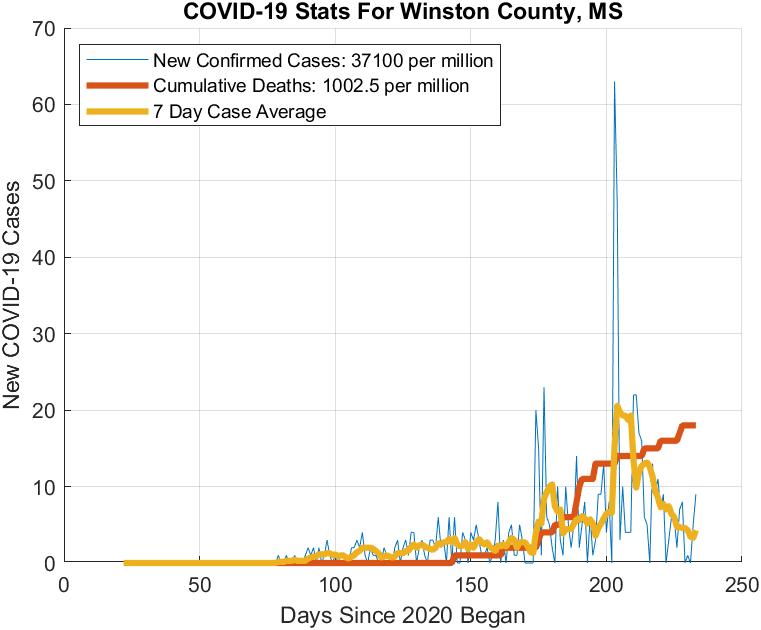 COVID-19 Stats For Winston County, MS
New Confirmed Cases: 37100 per million
Cumulative Deaths: 1002.5 per million
7 Day Case Average
New COVID-19 Cases
70
60
50
40
30
20
10
0
0 50 100 150 200 250
Days Since 2020 Began